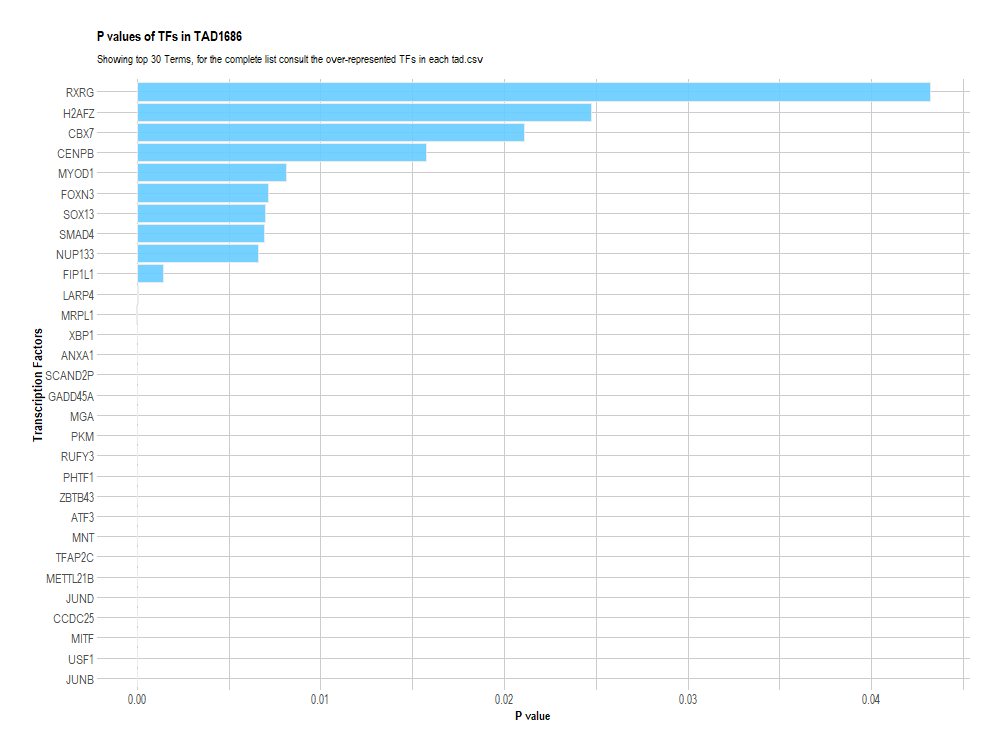 P values of TFs in TAD1686
Showing top 30 Terms, for the complete list consult the over-represented TFs in each tad.csv
Transcription Factors
RXRG
H2AFZ
CBX7
CENPB
MYOD1
FOXN3
SOX13
SMAD4
NUP133
FIP1L1
LARP4
MRPL1
XBP1
ANXA1
SCAND2P
GADD45A
MGA
PKM
RUFY3
PHTF1
ZBTB43
ATF3
MNT
TFAP2C
METTL21B
JUND
CCDC25
MITF
USF1
JUNB
0.00 0.01 0.02 0.03 0.04
P value